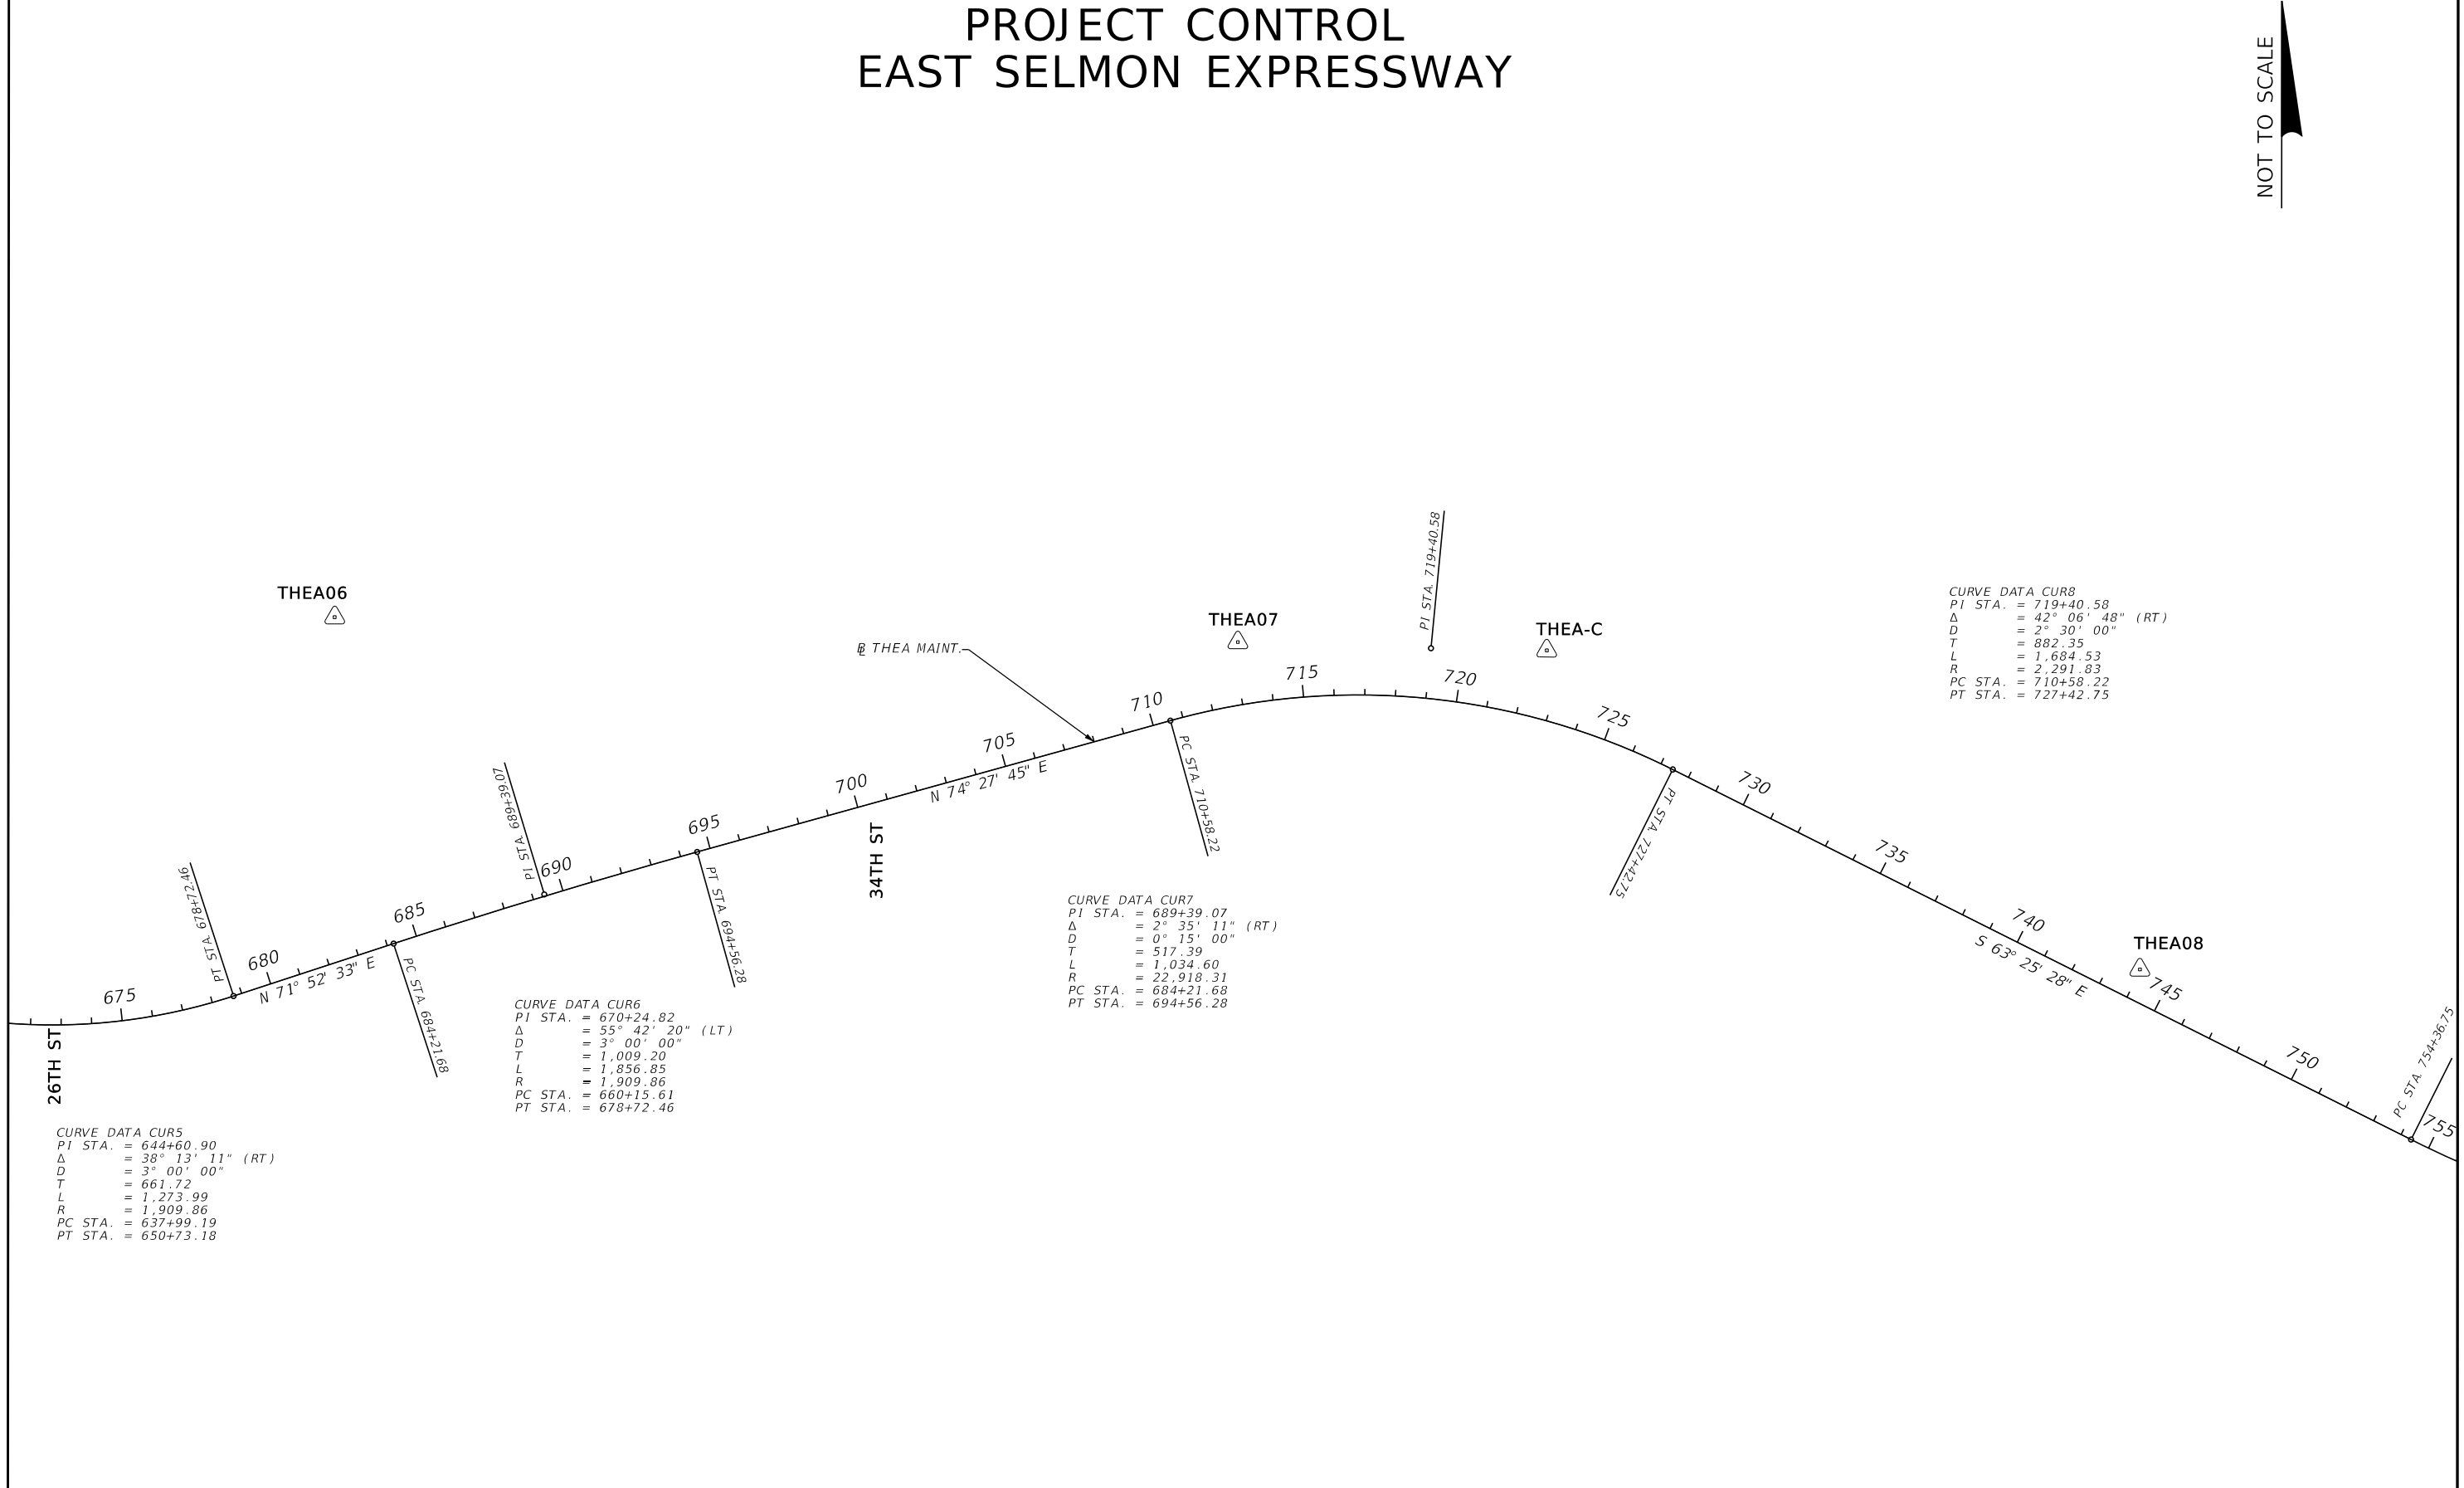 PROJECT CONTROL
EAST SELMON EXPRESSWAY
NOT TO SCALE
THEA06
THEA07
THEA-C
PI STA. 719+40.58
℄ THEA MAINT.
CURVE DATA CUR8
PI STA. = 719+40.58
Δ = 42° 06' 48" (RT)
D = 2° 30' 00"
T = 882.35
L = 1,684.53
R = 2,291.83
PC STA. = 710+58.22
PT STA. = 727+42.75
675
680
685
690
695
700
705
710
715
720
725
730
735
740
745
750
755
PT STA. 678+72.46
N 71° 52' 33" E
PC STA. 684+21.68
PI STA. 689+39.07
PT STA. 694+56.28
34TH ST
N 74° 27' 45" E
PC STA. 710+58.22
PT STA. 727+42.75
S 63° 25' 28" E
THEA08
PC STA. 754+36.75
26TH ST
CURVE DATA CUR7
PI STA. = 689+39.07
Δ = 2° 35' 11" (RT)
D = 0° 15' 00"
T = 517.39
L = 1,034.60
R = 22,918.31
PC STA. = 684+21.68
PT STA. = 694+56.28
CURVE DATA CUR6
PI STA. = 670+24.82
Δ = 55° 42' 20" (LT)
D = 3° 00' 00"
T = 1,009.20
L = 1,856.85
R = 1,909.86
PC STA. = 660+15.61
PT STA. = 678+72.46
CURVE DATA CUR5
PI STA. = 644+60.90
Δ = 38° 13' 11" (RT)
D = 3° 00' 00"
T = 661.72
L = 1,273.99
R = 1,909.86
PC STA. = 637+99.19
PT STA. = 650+73.18